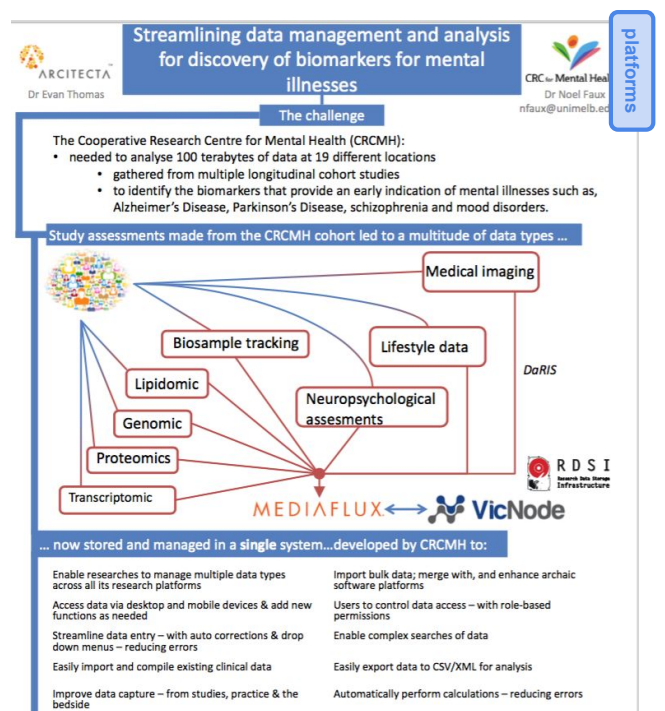 Streamlining data management and analysis
for discovery of biomarkers for mental
illnesses
ARCITECTA™
Dr Evan Thomas
CRC for Mental Heal
Dr Noel Faux
nfaux@unimelb.ed
platforms
The challenge
The Cooperative Research Centre for Mental Health (CRCMH):
• needed to analyse 100 terabytes of data at 19 different locations
• gathered from multiple longitudinal cohort studies
• to identify the biomarkers that provide an early indication of mental illnesses such as,
Alzheimer's Disease, Parkinson's Disease, schizophrenia and mood disorders.
Study assessments made from the CRCMH cohort led to a multitude of data types ...
Medical imaging
Biosample tracking
Lifestyle data
DaRIS
Lipidomic
Neuropsychological
assesments
Genomic
Proteomics
Transcriptomic
RDSI
Research Data Storage
Infrastructure
MEDIAFLUX
VicNode
... now stored and managed in a single system...developed by CRCMH to:
Enable researches to manage multiple data types
across all its research platforms
Import bulk data; merge with, and enhance archaic
software platforms
Access data via desktop and mobile devices & add new
functions as needed
Users to control data access – with role-based
permissions
Streamline data entry – with auto corrections & drop
down menus – reducing errors
Enable complex searches of data
Easily import and compile existing clinical data
Easily export data to CSV/XML for analysis
Improve data capture – from studies, practice & the
bedside
Automatically perform calculations – reducing errors